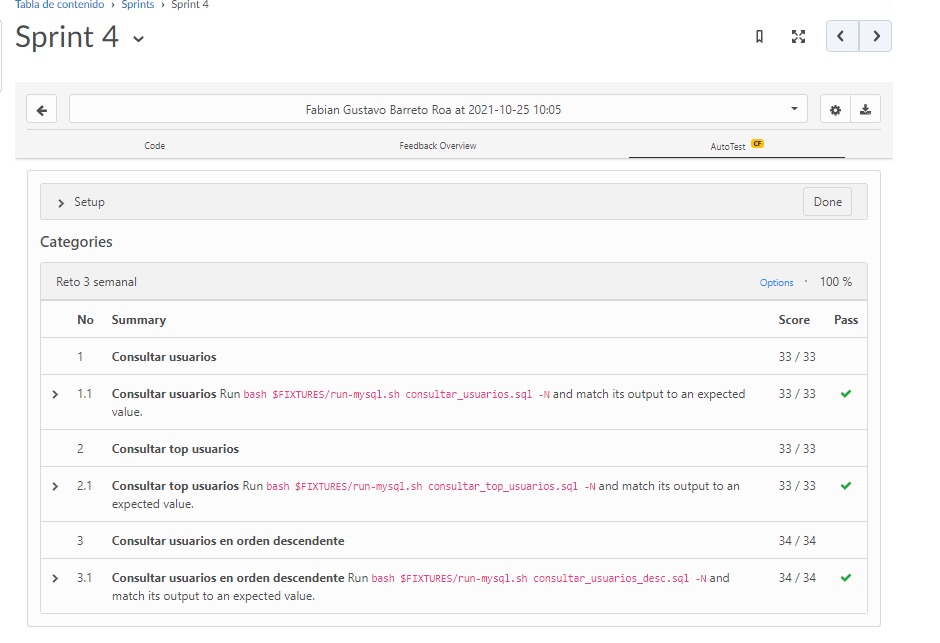 Tabla de contenido › Sprints › Sprint 4
Sprint 4
Fabian Gustavo Barreto Roa at 2021-10-25 10:05
Code Feedback Overview AutoTest CF
Setup Done
Categories
Reto 3 semanal Options · 100 %
No Summary Score Pass
1 Consultar usuarios 33 / 33
1.1 Consultar usuarios Run bash $FIXTURES/run-mysql.sh consultar_usuarios.sql -N and match its output to an expected 33 / 33
value.
2 Consultar top usuarios 33 / 33
2.1 Consultar top usuarios Run bash $FIXTURES/run-mysql.sh consultar_top_usuarios.sql -N and match its output to an 33 / 33
expected value.
3 Consultar usuarios en orden descendente 34 / 34
3.1 Consultar usuarios en orden descendente Run bash $FIXTURES/run-mysql.sh consultar_usuarios_desc.sql -N and 34 / 34
match its output to an expected value.